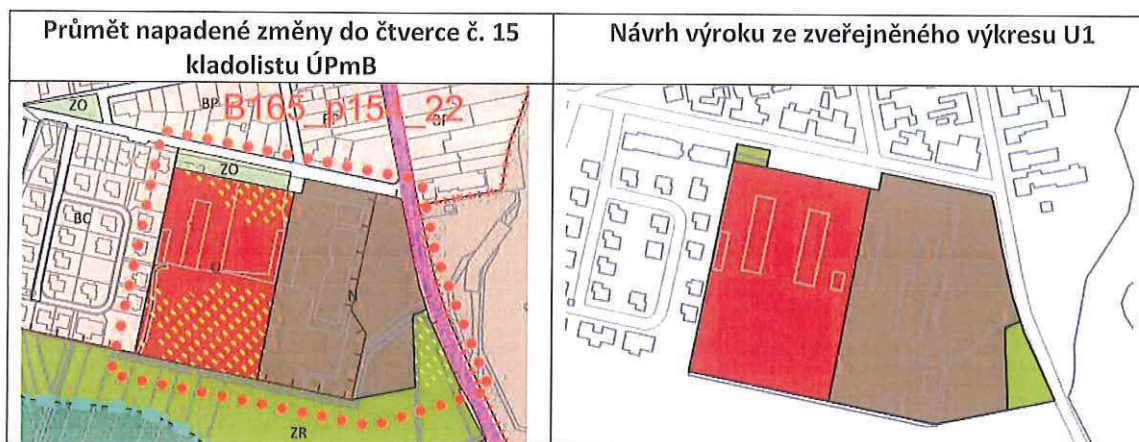 Průmět napadené změny do čtverce č. 15
kladolistu ÚPmB
Návrh výroku ze zveřejněného výkresu U1
ZO
BP
B165_p154_22
BP
ZO
BC
O
N
ZR